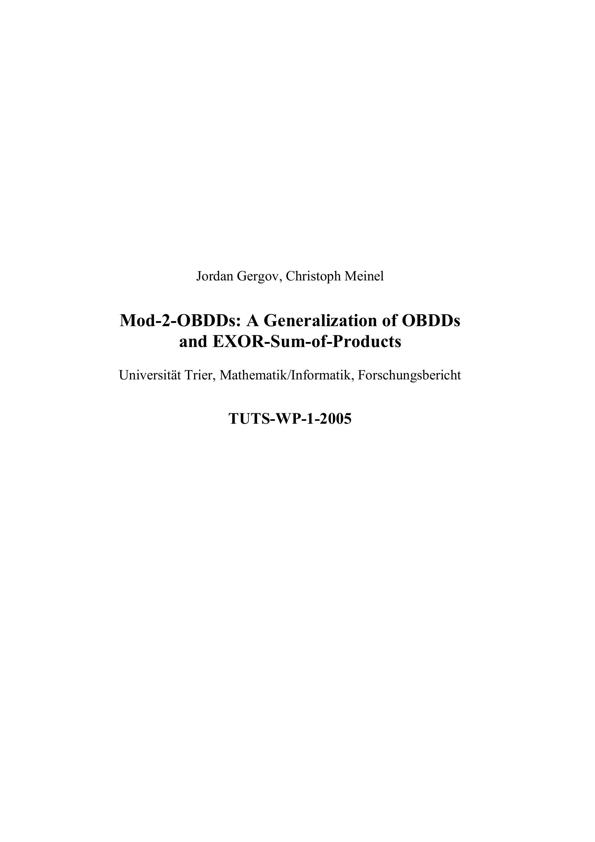 Jordan Gergov, Christoph Meinel
Mod-2-OBDDs: A Generalization of OBDDs
and EXOR-Sum-of-Products
Universität Trier, Mathematik/Informatik, Forschungsbericht
TUTS-WP-1-2005